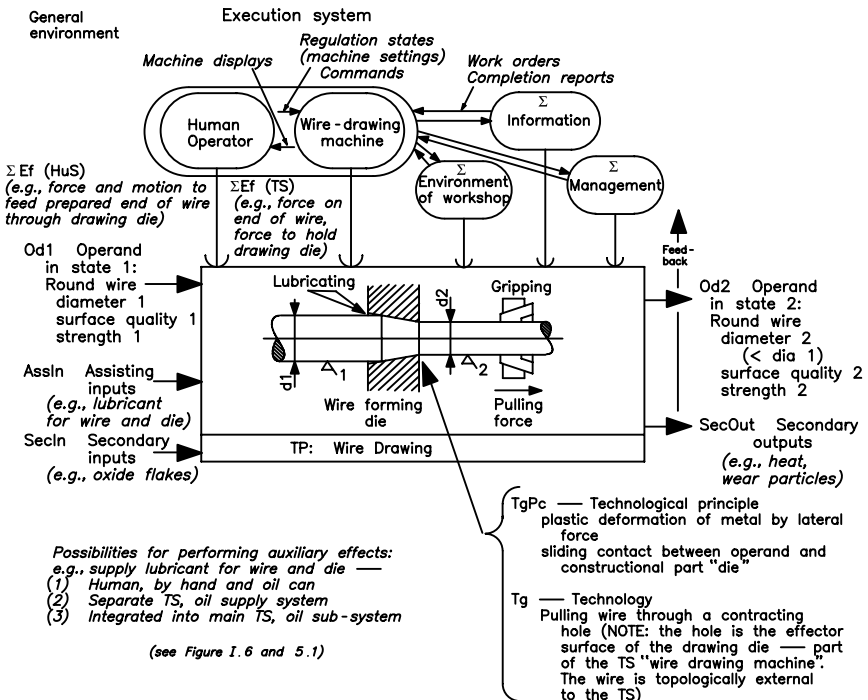 General
environment
Execution system
Machine displays
Regulation states
(machine settings)
Commands
Work orders
Completion reports
Human
Operator
Wire-drawing
machine
Σ
Information
Σ
Environment
of workshop
Σ
Management
ΣEf (HuS)
(e.g., force and motion to
feed prepared end of wire
through drawing die)
ΣEf (TS)
(e.g., force on
end of wire,
force to hold
drawing die)
Feed-
back
Od1 Operand
in state 1:
Round wire
diameter 1
surface quality 1
strength 1
AssIn Assisting
inputs
(e.g., lubricant
for wire and die)
SecIn Secondary
inputs
(e.g., oxide flakes)
Lubricating
d2
Gripping
d1
1
2
Wire forming
die
Pulling
force
TP: Wire Drawing
Od2 Operand
in state 2:
Round wire
diameter 2
(< dia 1)
surface quality 2
strength 2
SecOut Secondary
outputs
(e.g., heat,
wear particles)
TgPc — Technological principle
plastic deformation of metal by lateral
force
sliding contact between operand and
constructional part "die"
Tg — Technology
Pulling wire through a contracting
hole (NOTE: the hole is the effector
surface of the drawing die — part
of the TS "wire drawing machine".
The wire is topologically external
to the TS)
Possibilities for performing auxiliary effects:
e.g., supply lubricant for wire and die —
(1) Human, by hand and oil can
(2) Separate TS, oil supply system
(3) Integrated into main TS, oil sub-system
(see Figure I.6 and 5.1)